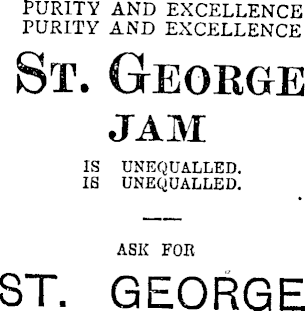 PURITY AND EXCELLENCE
PURITY AND EXCELLENCE
ST. GEORGE
JAM
IS UNEQUALLED.
IS UNEQUALLED.
ASK FOR
ST. GEORGE